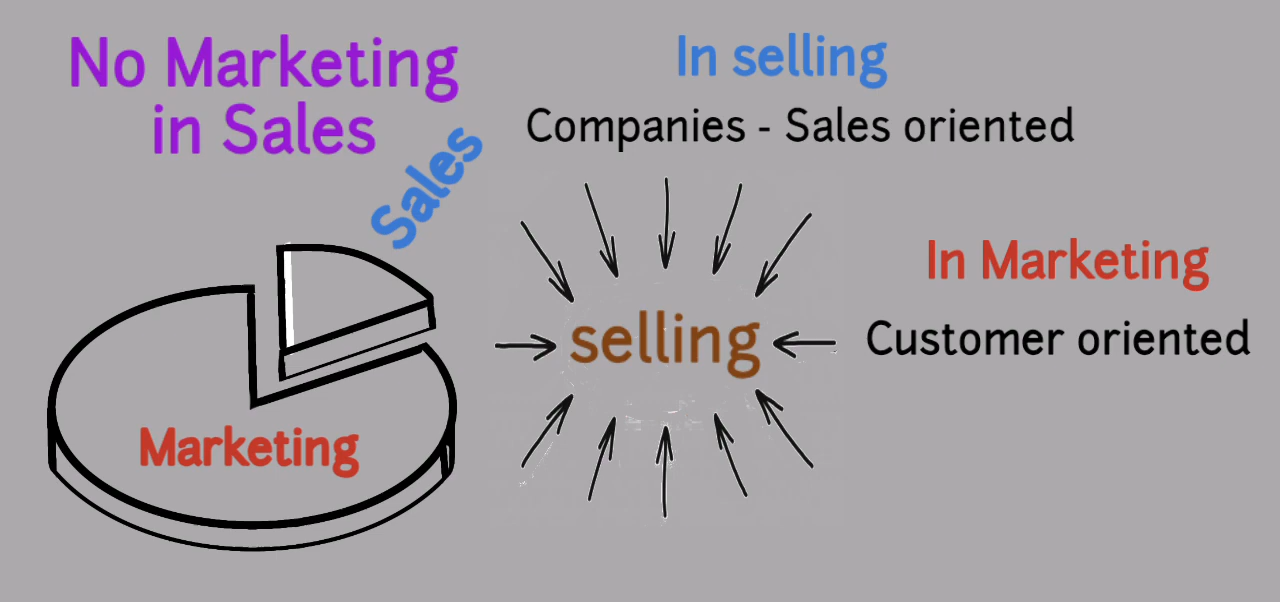 No Marketing
in Sales
Sales
Marketing
In selling
Companies - Sales oriented
selling
In Marketing
Customer oriented